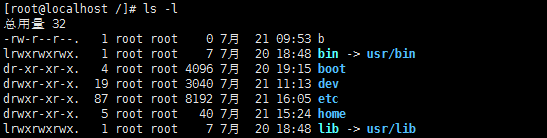 [root@localhost /]# ls -l
总用量 32
-rw-r--r--.   1 root root    0 7月   21 09:53 b
lrwxrwxrwx.   1 root root    7 7月   20 18:48 bin -> usr/bin
dr-xr-xr-x.   4 root root 4096 7月   20 19:15 boot
drwxr-xr-x.  19 root root 3040 7月   21 11:13 dev
drwxr-xr-x.  87 root root 8192 7月   21 16:05 etc
drwxr-xr-x.   5 root root   40 7月   21 15:24 home
lrwxrwxrwx.   1 root root    7 7月   20 18:48 lib -> usr/lib